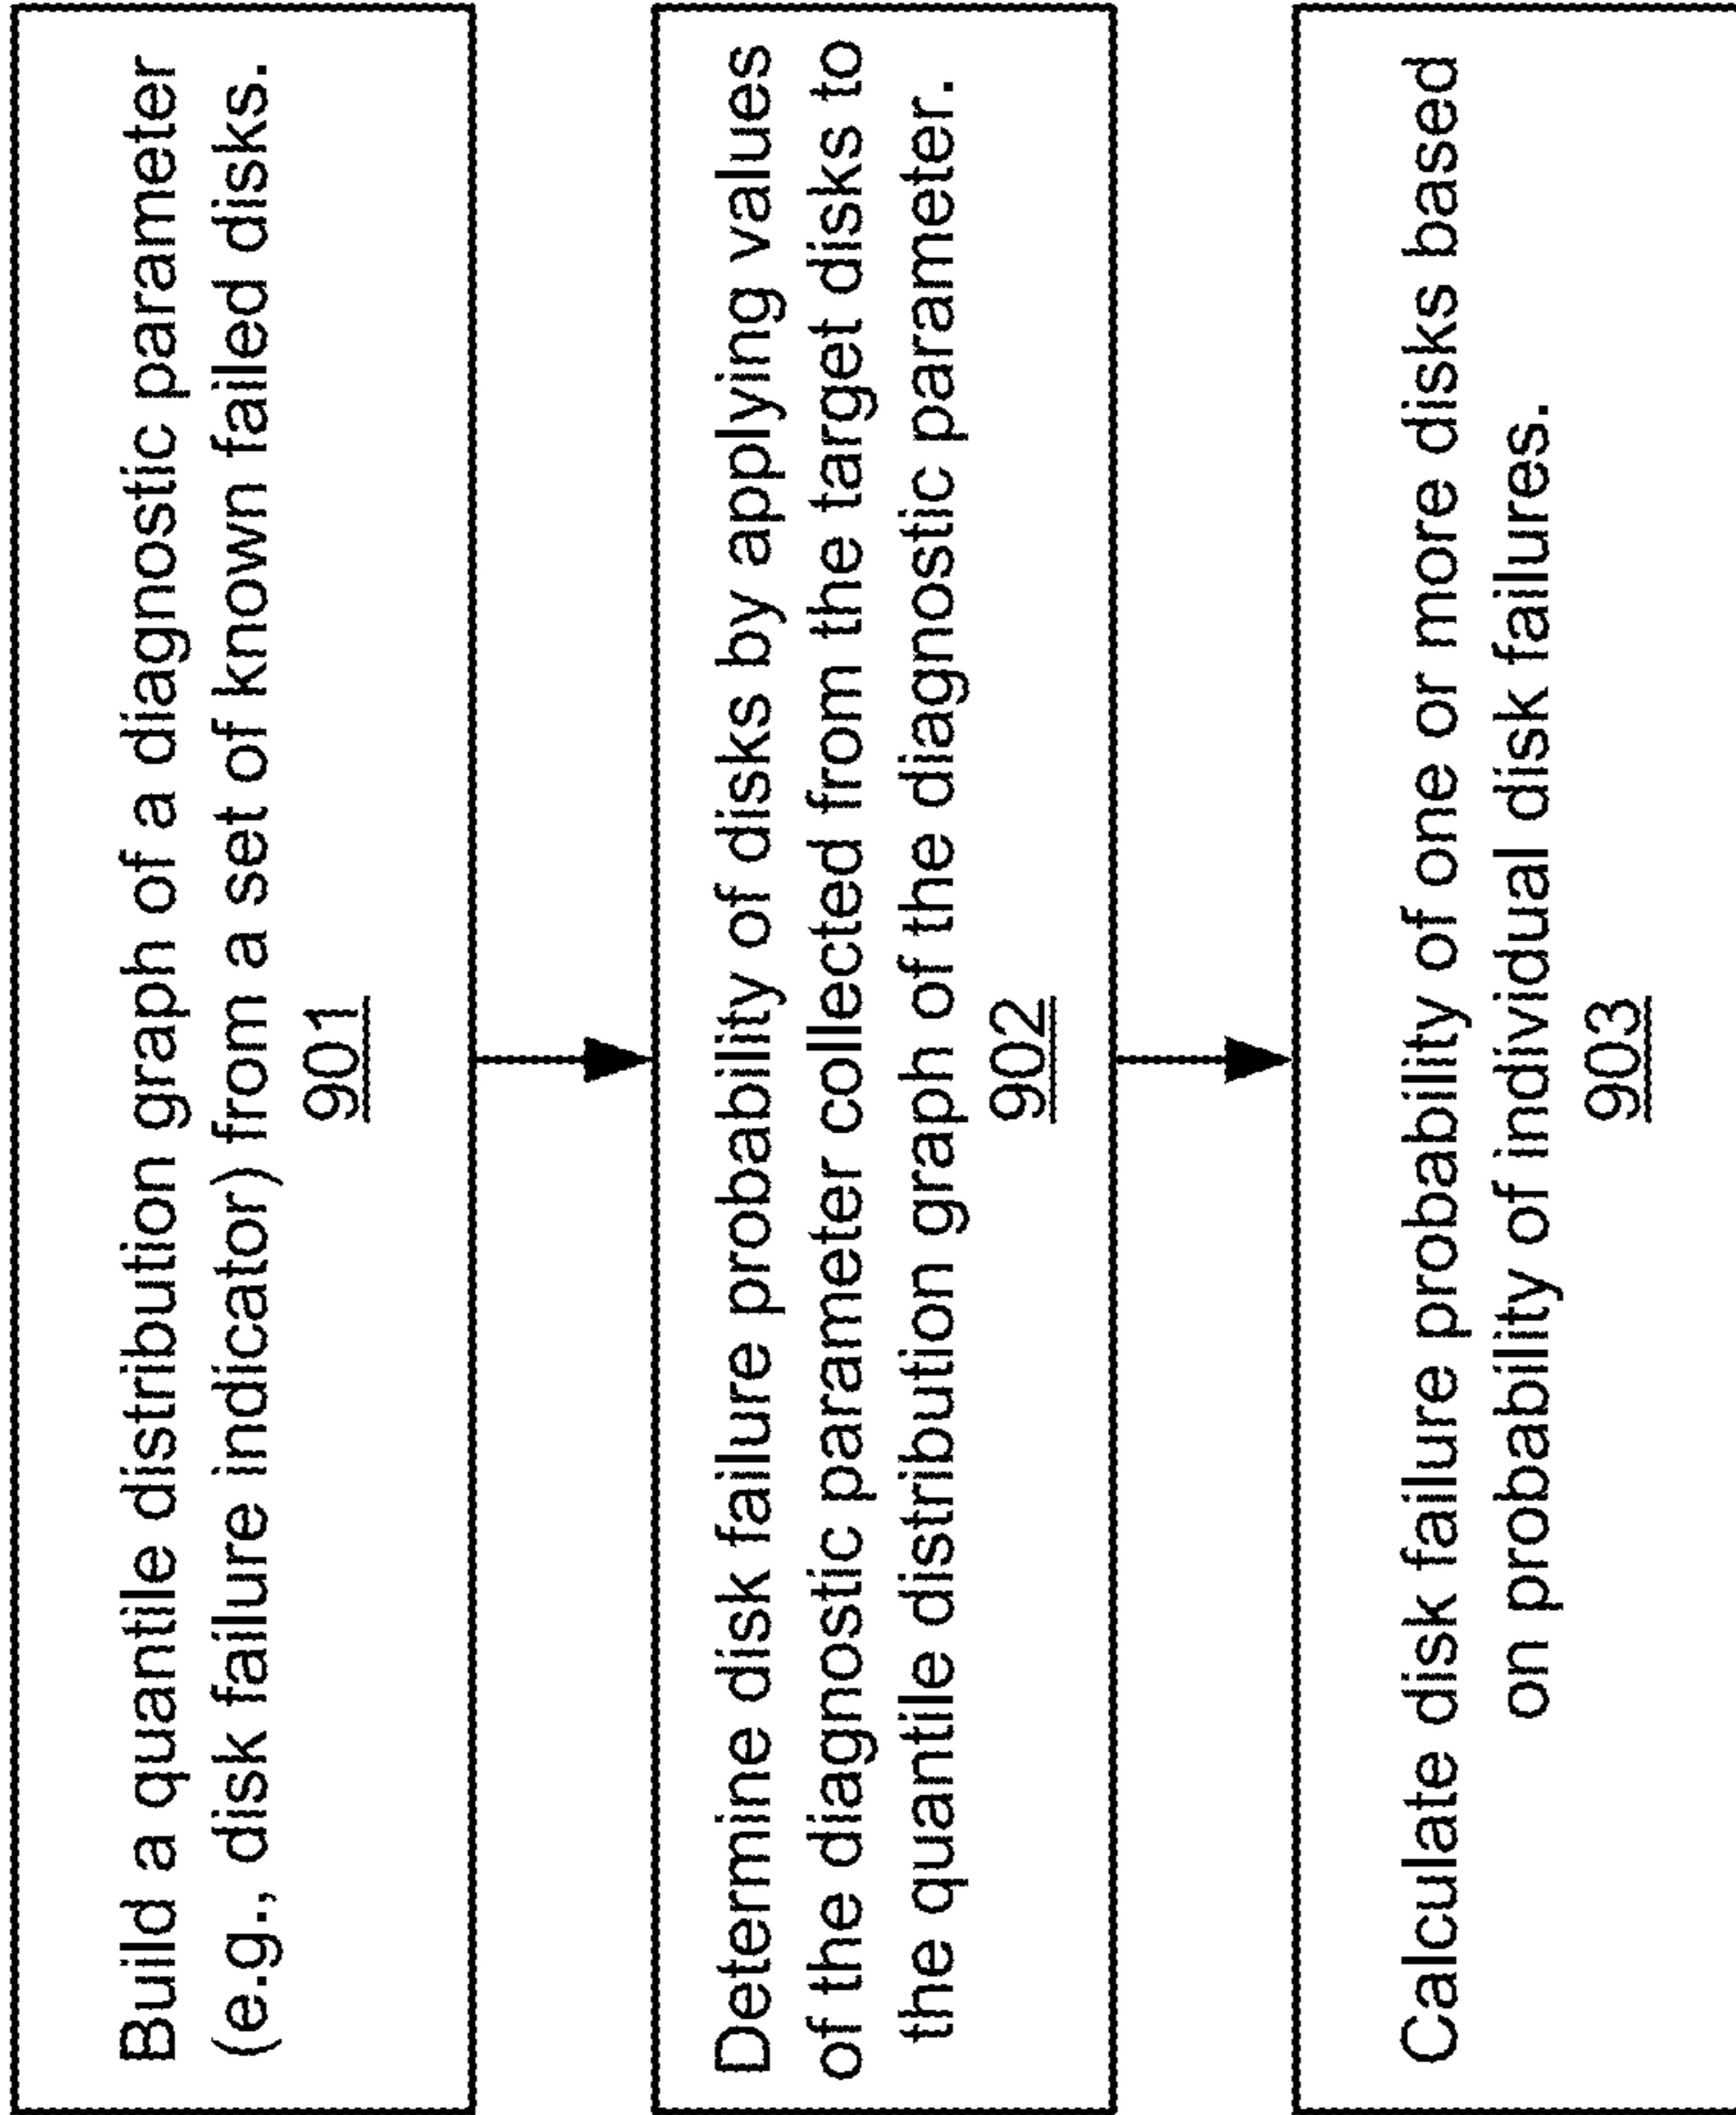 Build a quantile distribution graph of a diagnostic parameter
(e.g., disk failure indicator) from a set of known failed disks.
901
Determine disk failure probability of disks by applying values
of the diagnostic parameter collected from the target disks to
the quantile distribution graph of the diagnostic parameter.
902
Calculate disk failure probability of one or more disks based
on probability of individual disk failures.
903